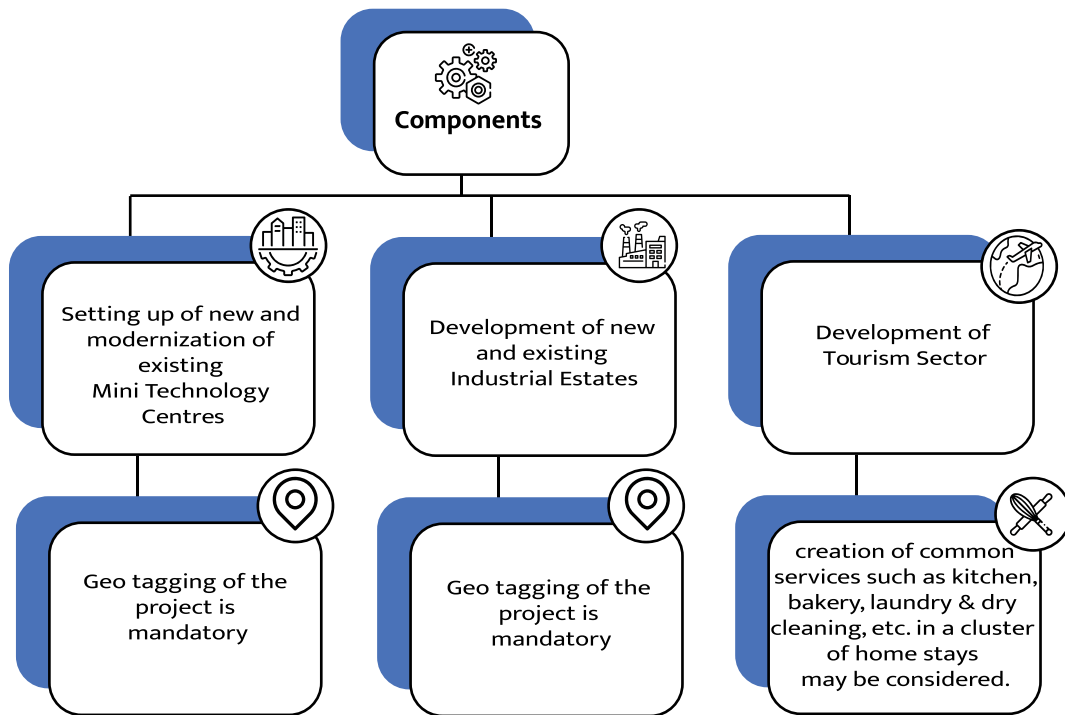 Components
Setting up of new and
modernization of
existing
Mini Technology
Centres
Development of new
and existing
Industrial Estates
Development of
Tourism Sector
Geo tagging of the
project is
mandatory
Geo tagging of the
project is
mandatory
creation of common
services such as kitchen,
bakery, laundry & dry
cleaning, etc. in a cluster
of home stays
may be considered.